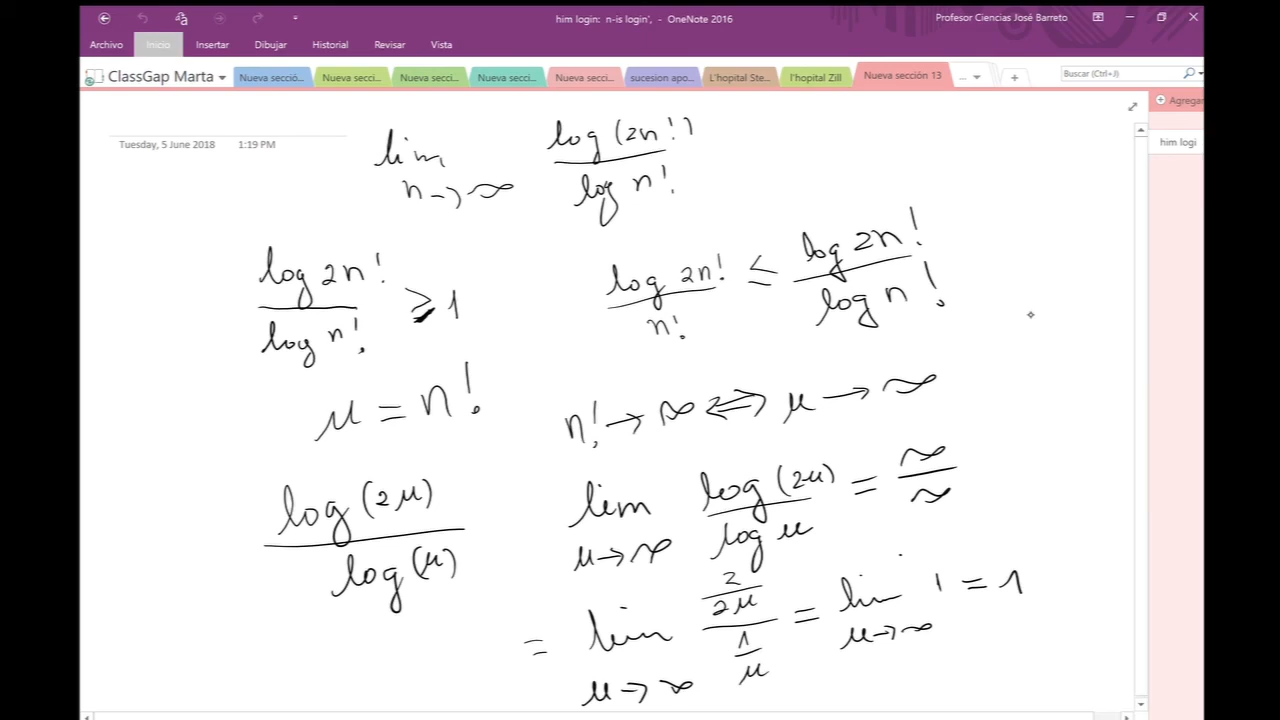 him login: n-is login', - OneNote 2016
Profesor Ciencias José Barreto
Archivo Inicio Insertar Dibujar Historial Revisar Vista
ClassGap Marta Nueva secció... Nueva secci... Nueva secci... Nueva secci... Nueva secci... sucesion apo... L'hopital Ste... l'hopital Zill Nueva sección 13 ... + Buscar (Ctrl+J)
Agregar
him logi
Tuesday, 5 June 2018 1:19 PM
lim n→∞ log (2n!) / log n!
log 2n! / log n! ≥ 1
log 2n! / n! ≤ log 2n! / log n!
μ = n!
n! → ∞ ⟺ μ → ∞
log (2μ) / log (μ)
lim μ→∞ log (2μ) / log μ = ∞ / ∞
= lim μ→∞ (2 / 2μ) / (1 / μ) = lim μ→∞ 1 = 1